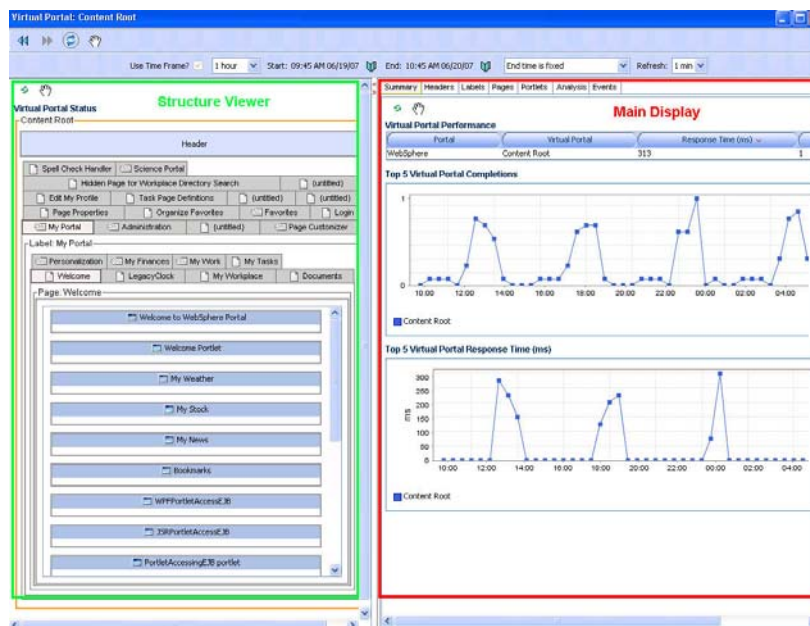 Virtual Portal: Content Root
Use Time Frame? 1 hour Start: 09:45 AM 06/19/07 End: 10:45 AM 06/20/07 End time is fixed Refresh: 1 min
Structure Viewer
Virtual Portal Status
Content Root
Header
Spell Check Handler Science Portal
Hidden Page for Workplace Directory Search (untitled)
Edit My Profile Task Page Definitions (untitled) (untitled)
Page Properties Organize Favorites Favorites Login
My Portal Administration (untitled) Page Customizer
Label: My Portal
Personalization My Finances My Work My Tasks
Welcome LegacyClock My Workplace Documents
Page: Welcome
Welcome to WebSphere Portal
Welcome Portlet
My Weather
My Stock
My News
Bookmarks
WPFPortletAccessEJB
JSRPortletAccessEJB
PortletAccessingEJB portlet
Summary Headers Labels Pages Portlets Analysis Events
Main Display
Virtual Portal Performance
Portal Virtual Portal Response Time (ms)
WebSphere Content Root 313 1
Top 5 Virtual Portal Completions
1
0
10:00 12:00 14:00 16:00 18:00 20:00 22:00 00:00 02:00 04:00
Content Root
Top 5 Virtual Portal Response Time (ms)
ms
300
250
200
150
100
50
0
10:00 12:00 14:00 16:00 18:00 20:00 22:00 00:00 02:00 04:00
Content Root